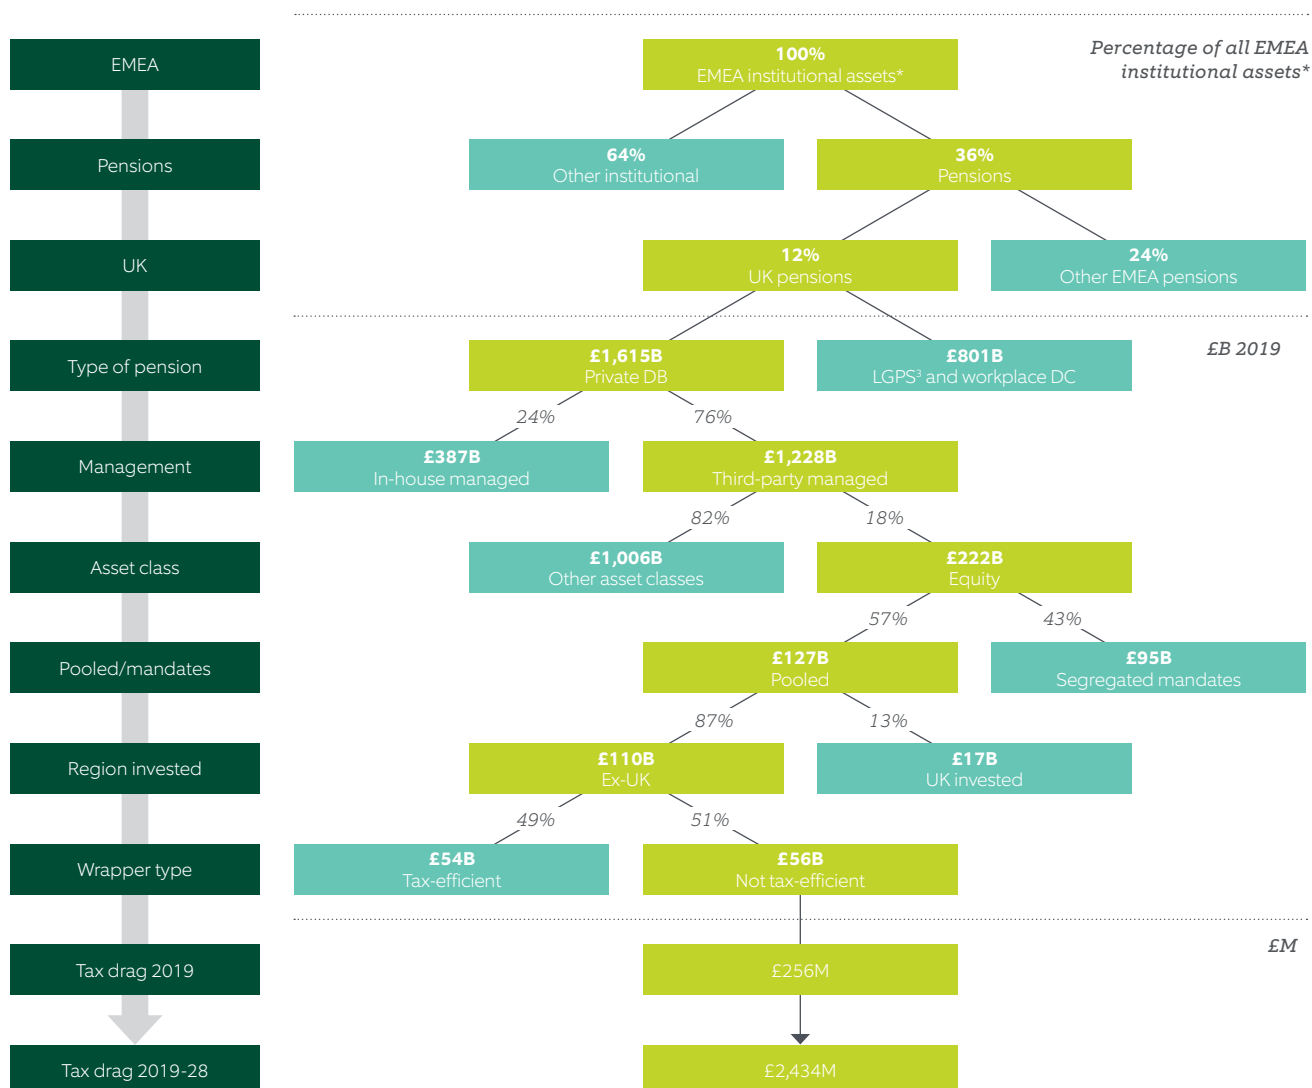 EMEA
100%
EMEA institutional assets*
Percentage of all EMEA
institutional assets*
Pensions
64%
Other institutional
36%
Pensions
UK
12%
UK pensions
24%
Other EMEA pensions
Type of pension
£1,615B
Private DB
£801B
LGPS³ and workplace DC
£B 2019
24%
76%
Management
£387B
In-house managed
£1,228B
Third-party managed
82%
18%
Asset class
£1,006B
Other asset classes
£222B
Equity
57%
43%
Pooled/mandates
£127B
Pooled
£95B
Segregated mandates
87%
13%
Region invested
£110B
Ex-UK
£17B
UK invested
49%
51%
Wrapper type
£54B
Tax-efficient
£56B
Not tax-efficient
£M
Tax drag 2019
£256M
Tax drag 2019-28
£2,434M